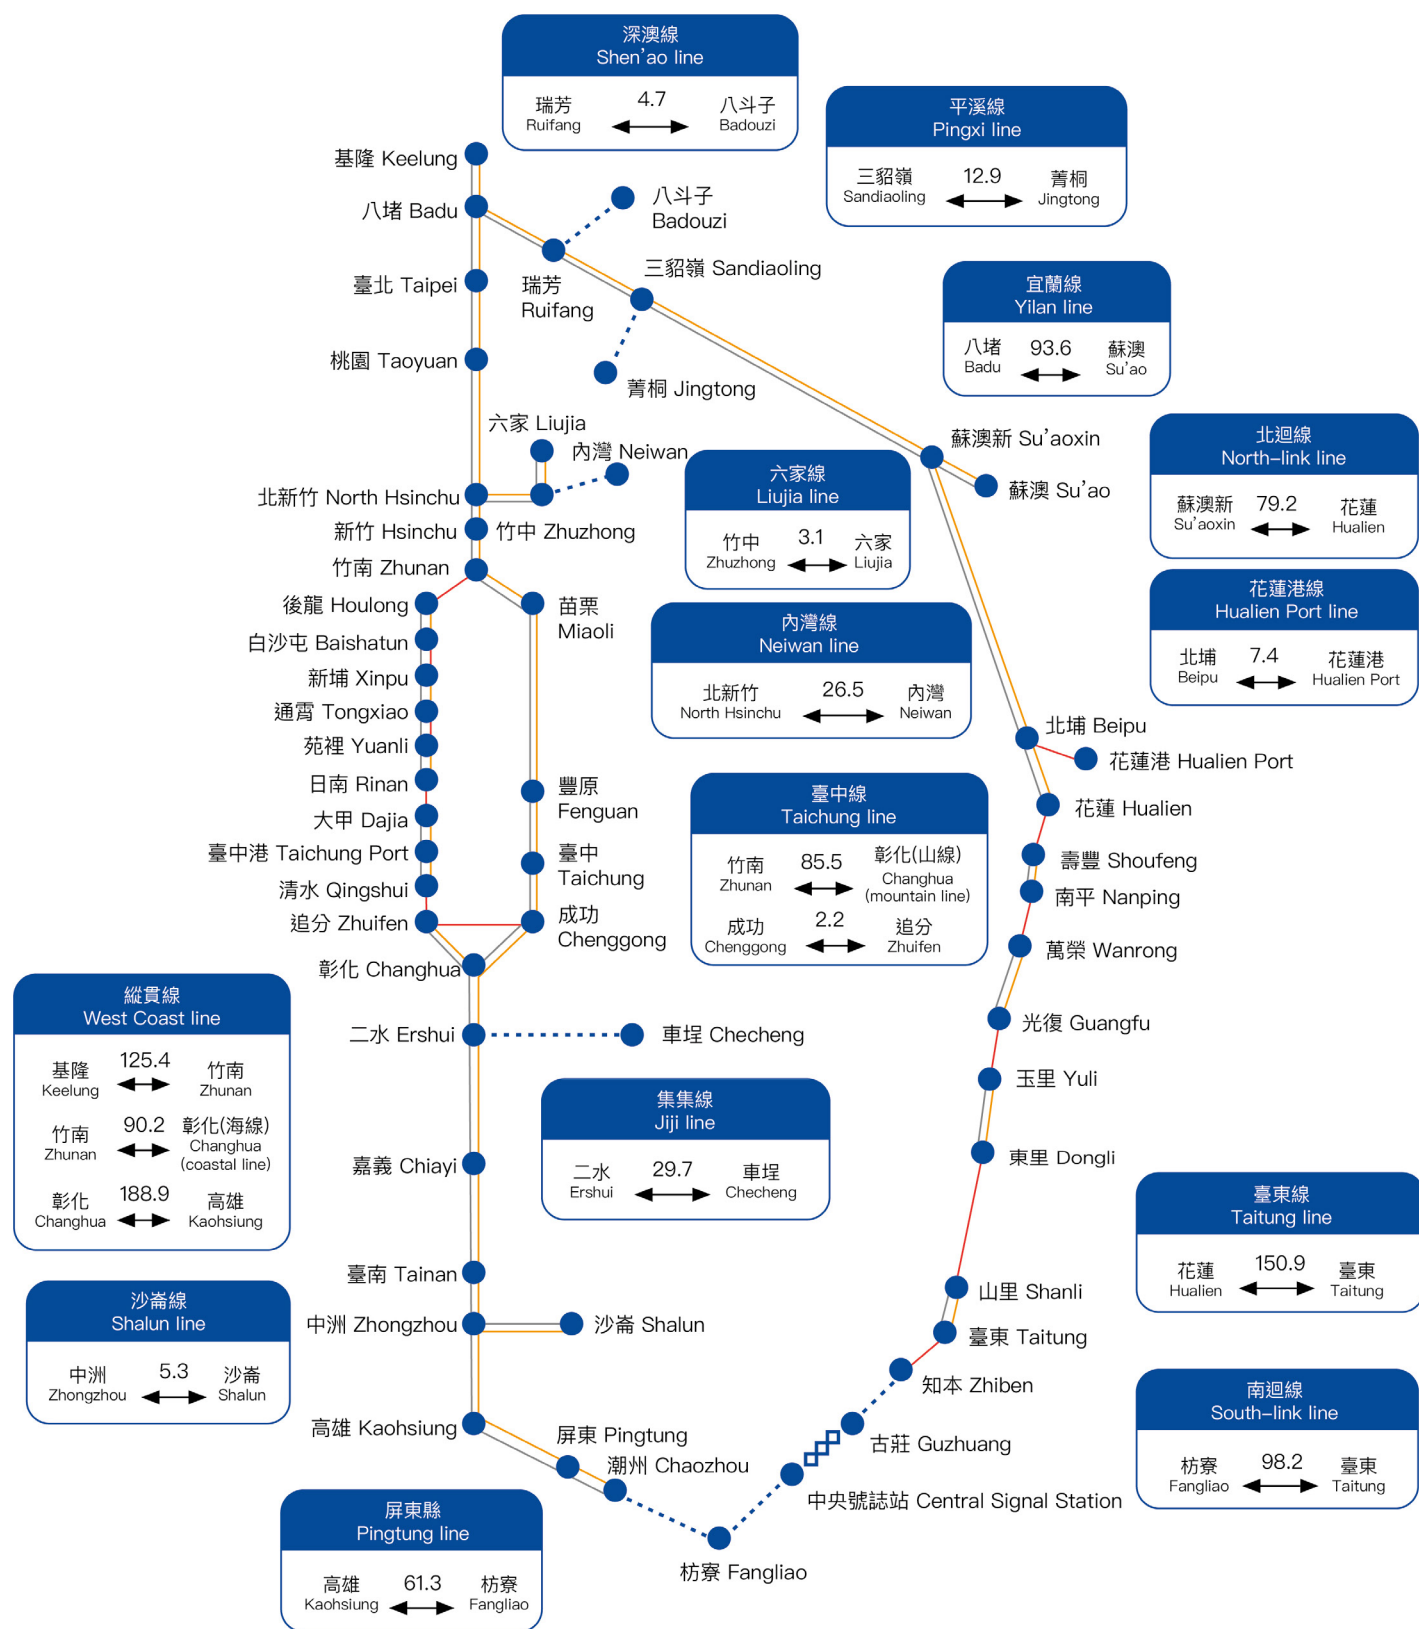 深澳線
Shen'ao line
瑞芳 4.7 八斗子
Ruifang Badouzi
平溪線
Pingxi line
三貂嶺 12.9 菁桐
Sandiaoling Jingtong
基隆 Keelung
八堵 Badu
八斗子
Badouzi
三貂嶺 Sandiaoling
臺北 Taipei
瑞芳
Ruifang
宜蘭線
Yilan line
八堵 93.6 蘇澳
Badu Su'ao
桃園 Taoyuan
菁桐 Jingtong
六家 Liujia
內灣 Neiwan
蘇澳新 Su'aoxin
蘇澳 Su'ao
北迴線
North-link line
蘇澳新 79.2 花蓮
Su'aoxin Hualien
六家線
Liujia line
竹中 3.1 六家
Zhuzhong Liujia
北新竹 North Hsinchu
新竹 Hsinchu
竹中 Zhuzhong
竹南 Zhunan
花蓮港線
Hualien Port line
北埔 7.4 花蓮港
Beipu Hualien Port
後龍 Houlong
苗栗
Miaoli
白沙屯 Baishatun
新埔 Xinpu
通霄 Tongxiao
苑裡 Yuanli
日南 Rinan
大甲 Dajia
臺中港 Taichung Port
清水 Qingshui
追分 Zhuifen
內灣線
Neiwan line
北新竹 26.5 內灣
North Hsinchu Neiwan
北埔 Beipu
花蓮港 Hualien Port
豐原
Fenguan
臺中
Taichung
成功
Chenggong
臺中線
Taichung line
竹南 85.5 彰化(山線)
Zhunan Changhua
(mountain line)
成功 2.2 追分
Chenggong Zhuifen
花蓮 Hualien
壽豐 Shoufeng
南平 Nanping
萬榮 Wanrong
彰化 Changhua
縱貫線
West Coast line
基隆 125.4 竹南
Keelung Zhunan
竹南 90.2 彰化(海線)
Zhunan Changhua
(coastal line)
彰化 188.9 高雄
Changhua Kaohsiung
二水 Ershui
車埕 Checheng
光復 Guangfu
玉里 Yuli
集集線
Jiji line
二水 29.7 車埕
Ershui Checheng
嘉義 Chiayi
東里 Dongli
臺東線
Taitung line
花蓮 150.9 臺東
Hualien Taitung
臺南 Tainan
沙崙線
Shalun line
中洲 5.3 沙崙
Zhongzhou Shalun
中洲 Zhongzhou
沙崙 Shalun
山里 Shanli
臺東 Taitung
知本 Zhiben
南迴線
South-link line
枋寮 98.2 臺東
Fangliao Taitung
高雄 Kaohsiung
屏東 Pingtung
潮州 Chaozhou
古莊 Guzhuang
中央號誌站 Central Signal Station
枋寮 Fangliao
屏東縣
Pingtung line
高雄 61.3 枋寮
Kaohsiung Fangliao